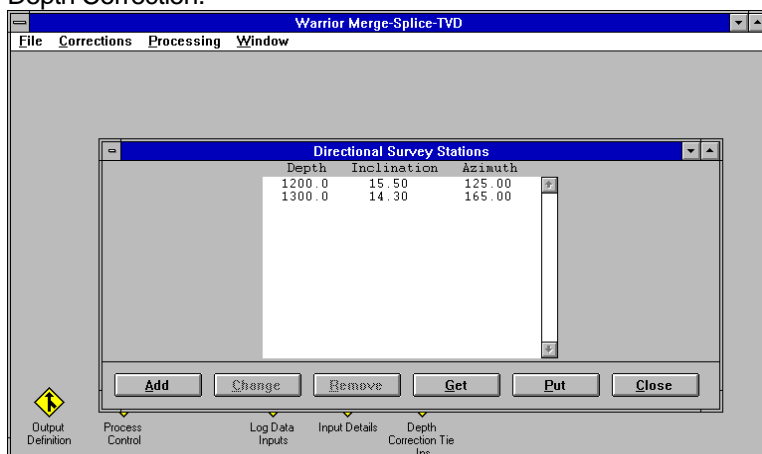 Depth Correction.
Warrior Merge-Splice-TVD
File Corrections Processing Window
Directional Survey Stations
Depth Inclination Azimuth
1200.0 15.50 125.00
1300.0 14.30 165.00
Add Change Remove Get Put Close
Output Definition
Process Control
Log Data Inputs
Input Details
Depth Correction Tie Ins